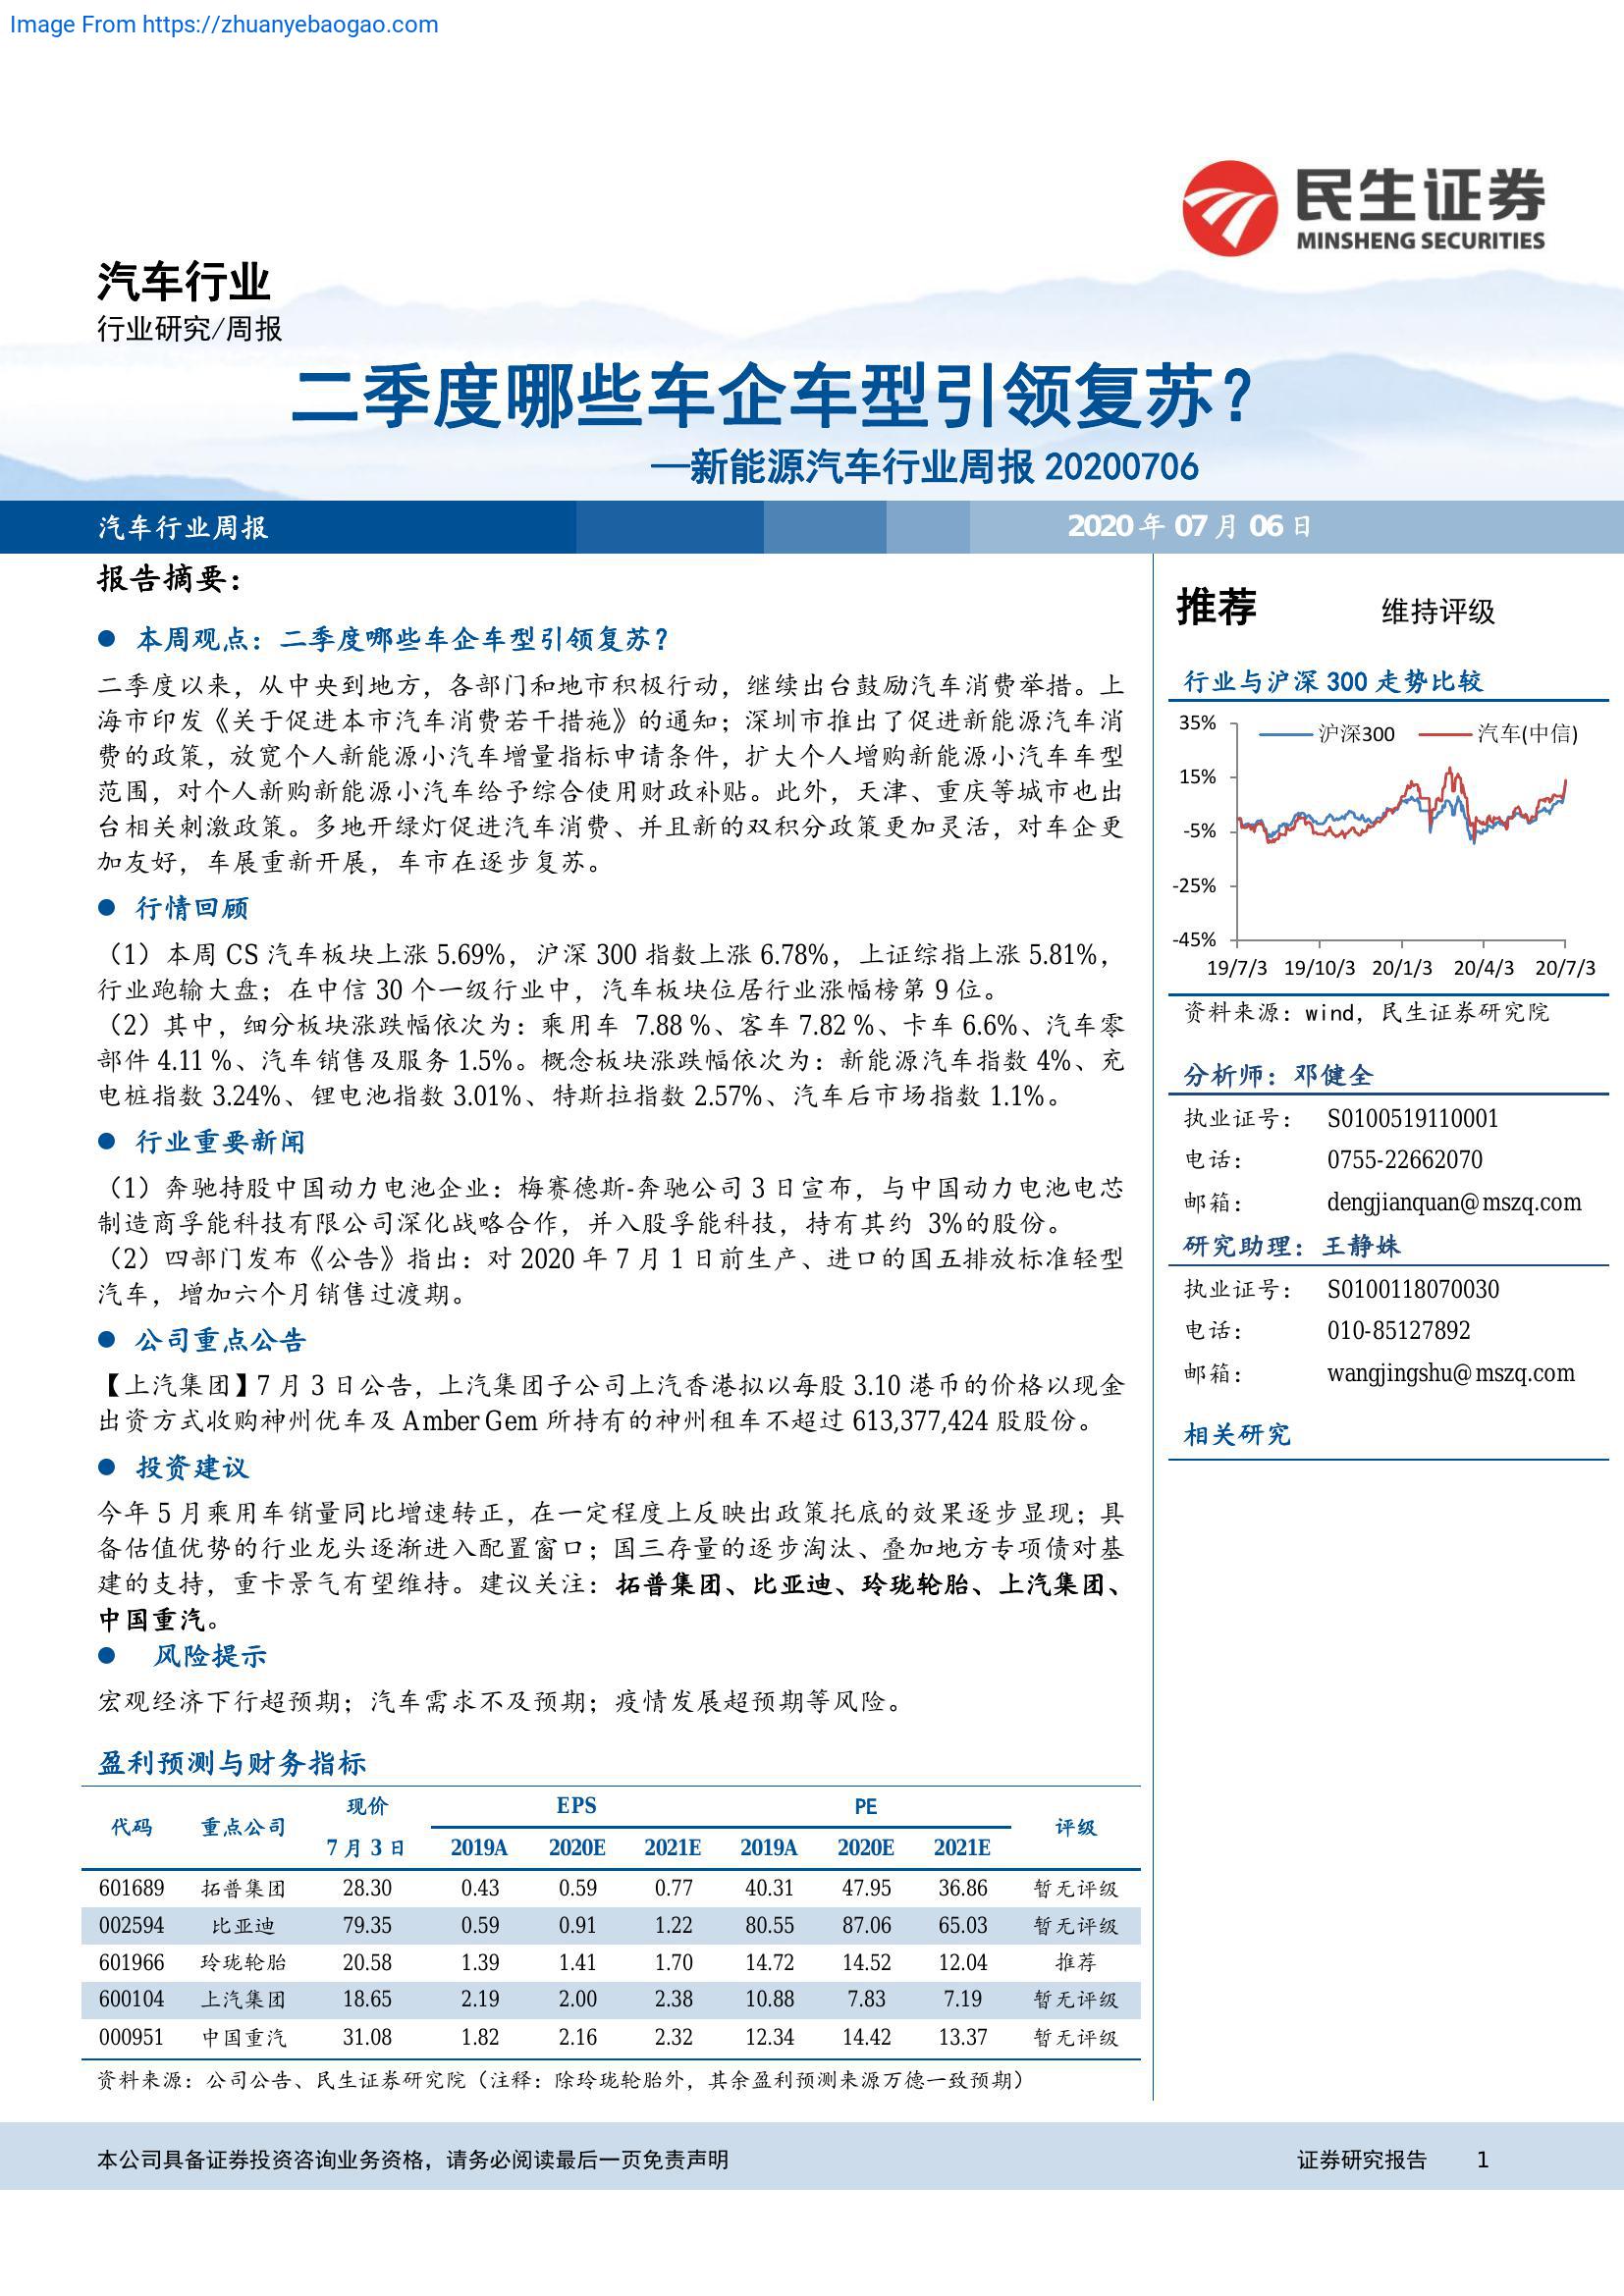 Image From https://zhuanyebaogao.com
民生证券
MINSHENG SECURITIES
汽车行业
行业研究/周报
二季度哪些车企车型引领复苏？
—新能源汽车行业周报 20200706
汽车行业周报
2020 年 07 月 06 日
报告摘要：
● 本周观点：二季度哪些车企车型引领复苏？
二季度以来，从中央到地方，各部门和地市积极行动，继续出台鼓励汽车消费举措。上
海市印发《关于促进本市汽车消费若干措施》的通知；深圳市推出了促进新能源汽车消
费的政策，放宽个人新能源小汽车增量指标申请条件，扩大个人增购新能源小汽车车型
范围，对个人新购新能源小汽车给予综合使用财政补贴。此外，天津、重庆等城市也出
台相关刺激政策。多地开绿灯促进汽车消费、并且新的双积分政策更加灵活，对车企更
加友好，车展重新开展，车市在逐步复苏。
● 行情回顾
（1）本周 CS 汽车板块上涨 5.69%，沪深 300 指数上涨 6.78%，上证综指上涨 5.81%，
行业跑输大盘；在中信 30 个一级行业中，汽车板块位居行业涨幅榜第 9 位。
（2）其中，细分板块涨跌幅依次为：乘用车 7.88 %、客车 7.82 %、卡车 6.6%、汽车零
部件 4.11 %、汽车销售及服务 1.5%。概念板块涨跌幅依次为：新能源汽车指数 4%、充
电桩指数 3.24%、锂电池指数 3.01%、特斯拉指数 2.57%、汽车后市场指数 1.1%。
● 行业重要新闻
（1）奔驰持股中国动力电池企业：梅赛德斯-奔驰公司 3 日宣布，与中国动力电池电芯
制造商孚能科技有限公司深化战略合作，并入股孚能科技，持有其约 3%的股份。
（2）四部门发布《公告》指出：对 2020 年 7 月 1 日前生产、进口的国五排放标准轻型
汽车，增加六个月销售过渡期。
● 公司重点公告
【上汽集团】7 月 3 日公告，上汽集团子公司上汽香港拟以每股 3.10 港币的价格以现金
出资方式收购神州优车及 Amber Gem 所持有的神州租车不超过 613,377,424 股股份。
● 投资建议
今年 5 月乘用车销量同比增速转正，在一定程度上反映出政策托底的效果逐步显现；具
备估值优势的行业龙头逐渐进入配置窗口；国三存量的逐步淘汰、叠加地方专项债对基
建的支持，重卡景气有望维持。建议关注：拓普集团、比亚迪、玲珑轮胎、上汽集团、
中国重汽。
● 风险提示
宏观经济下行超预期；汽车需求不及预期；疫情发展超预期等风险。
盈利预测与财务指标
代码 重点公司 现价 EPS PE 评级
7 月 3 日 2019A 2020E 2021E 2019A 2020E 2021E
601689 拓普集团 28.30 0.43 0.59 0.77 40.31 47.95 36.86 暂无评级
002594 比亚迪 79.35 0.59 0.91 1.22 80.55 87.06 65.03 暂无评级
601966 玲珑轮胎 20.58 1.39 1.41 1.70 14.72 14.52 12.04 推荐
600104 上汽集团 18.65 2.19 2.00 2.38 10.88 7.83 7.19 暂无评级
000951 中国重汽 31.08 1.82 2.16 2.32 12.34 14.42 13.37 暂无评级
资料来源：公司公告、民生证券研究院（注释：除玲珑轮胎外，其余盈利预测来源万德一致预期）
推荐 维持评级
行业与沪深 300 走势比较
沪深300 汽车(中信)
35%
15%
-5%
-25%
-45%
19/7/3 19/10/3 20/1/3 20/4/3 20/7/3
资料来源：wind，民生证券研究院
分析师：邓健全
执业证号： S0100519110001
电话： 0755-22662070
邮箱： dengjianquan@mszq.com
研究助理：王静姝
执业证号： S0100118070030
电话： 010-85127892
邮箱： wangjingshu@mszq.com
相关研究
本公司具备证券投资咨询业务资格，请务必阅读最后一页免责声明
证券研究报告 1